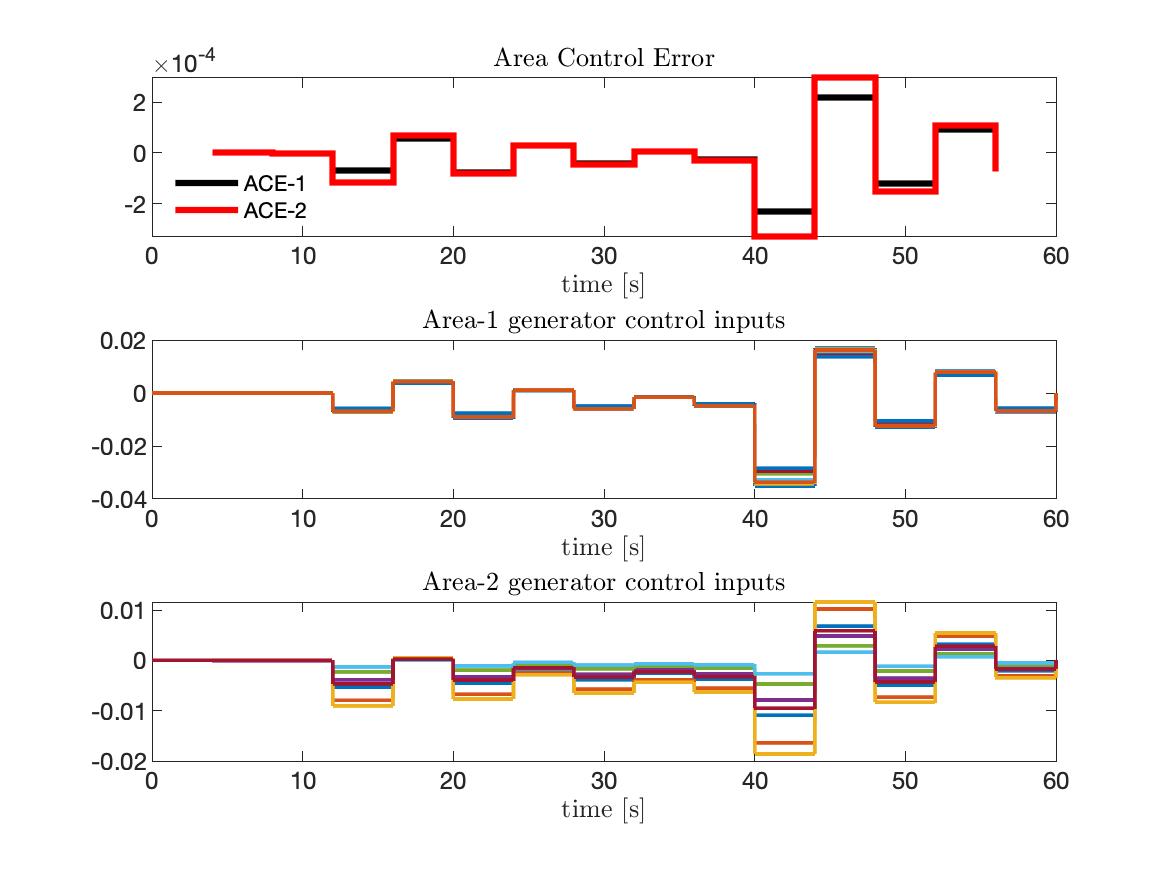 Area Control Error
×10-4
2
0
-2
ACE-1
ACE-2
0 10 20 30 40 50 60
time [s]
Area-1 generator control inputs
0.02
0
-0.02
-0.04
0 10 20 30 40 50 60
time [s]
Area-2 generator control inputs
0.01
0
-0.01
-0.02
0 10 20 30 40 50 60
time [s]